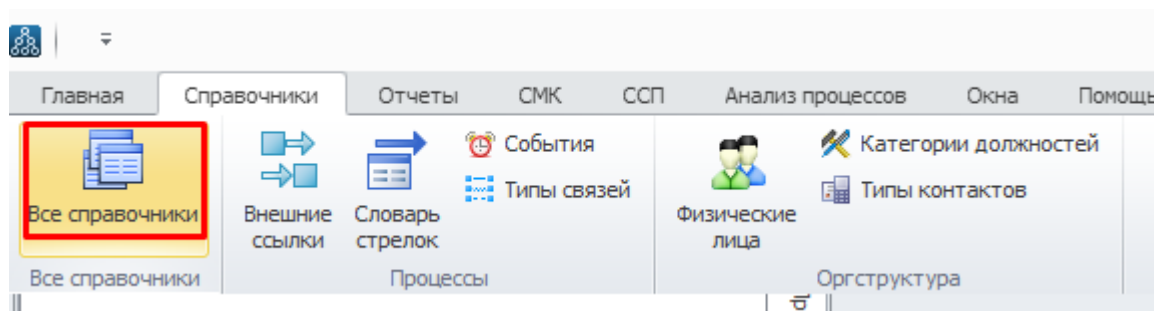 Главная Справочники Отчеты СМК ССП Анализ процессов Окна Помощь
Все справочники
Внешние ссылки
Словарь стрелок
События
Типы связей
Физические лица
Категории должностей
Типы контактов
Все справочники Процессы Оргструктура